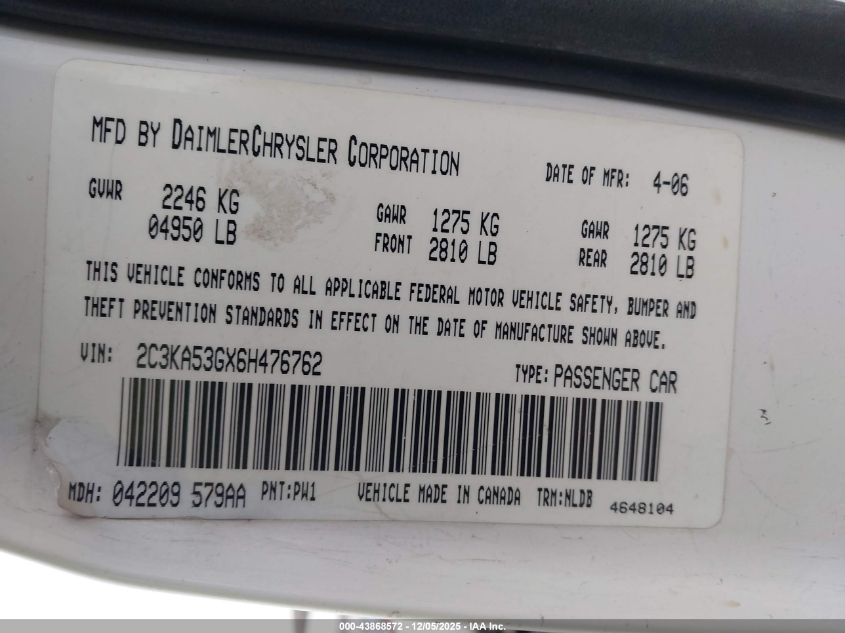 MFD BY DAIMLERCHRYSLER CORPORATION DATE OF MFR: 4-06
GVWR 2246 KG GAWR 1275 KG GAWR 1275 KG
04950 LB FRONT 2810 LB REAR 2810 LB
THIS VEHICLE CONFORMS TO ALL APPLICABLE FEDERAL MOTOR VEHICLE SAFETY, BUMPER AND
THEFT PREVENTION STANDARDS IN EFFECT ON THE DATE OF MANUFACTURE SHOWN ABOVE.
VIN: 2C3KA53GX6H476762 TYPE: PASSENGER CAR
MDH: 042209 579AA PNT:PW1 VEHICLE MADE IN CANADA TRM:NLDB 4648104
000-43868572 - 12/05/2025 - IAA Inc.